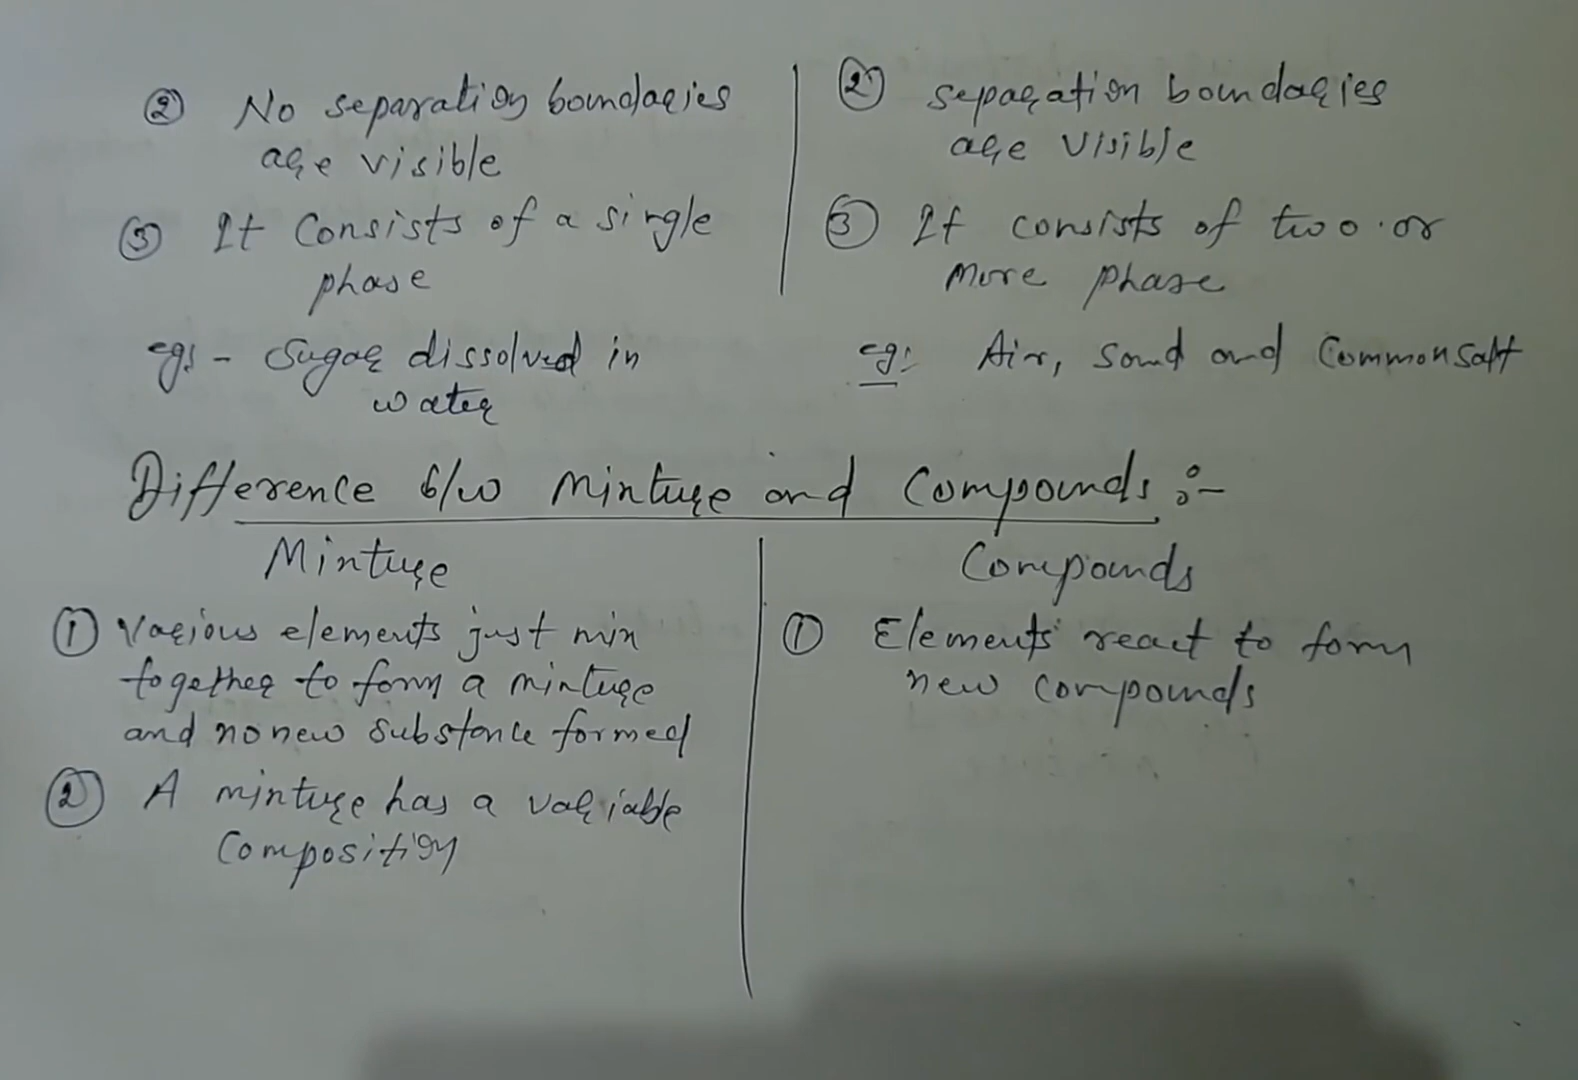 ② No separation boundaries
are visible
③ It Consists of a single
phase
eg:- Sugar dissolved in
water
② separation boundaries
are visible
③ It consists of two or
more phase
eg: Air, Sand and Common salt
Difference b/w Mixture and Compounds :-
Mixture
① Various elements just mix
together to form a mixture
and no new substance formed
② A mixture has a variable
Composition
Compounds
① Elements react to form
new compounds